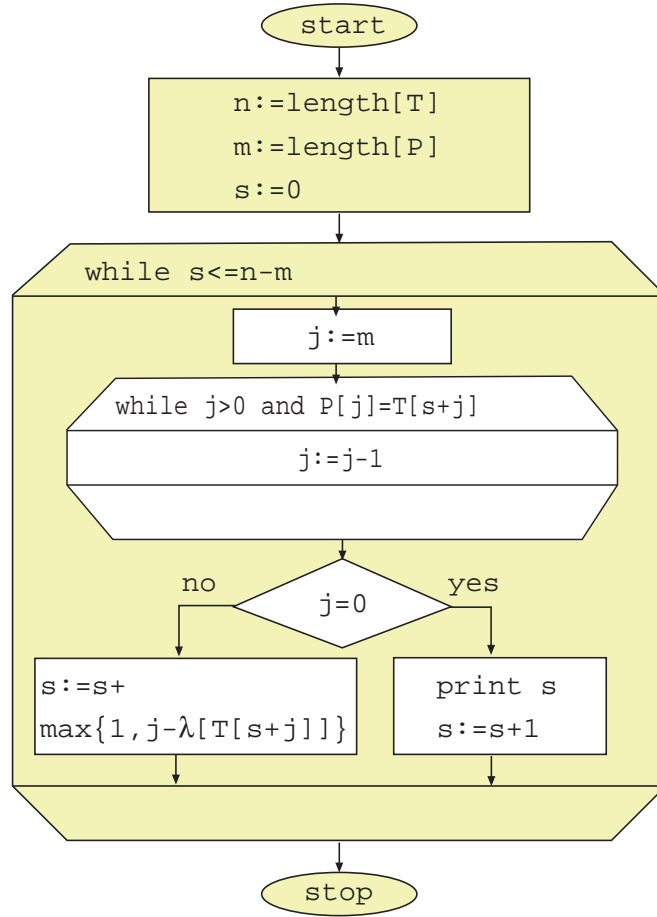 start
n:=length[T]
m:=length[P]
s:=0
while s<=n-m
j:=m
while j>0 and P[j]=T[s+j]
j:=j-1
j=0
no
yes
s:=s+
max{1,j-λ[T[s+j]]}
print s
s:=s+1
stop